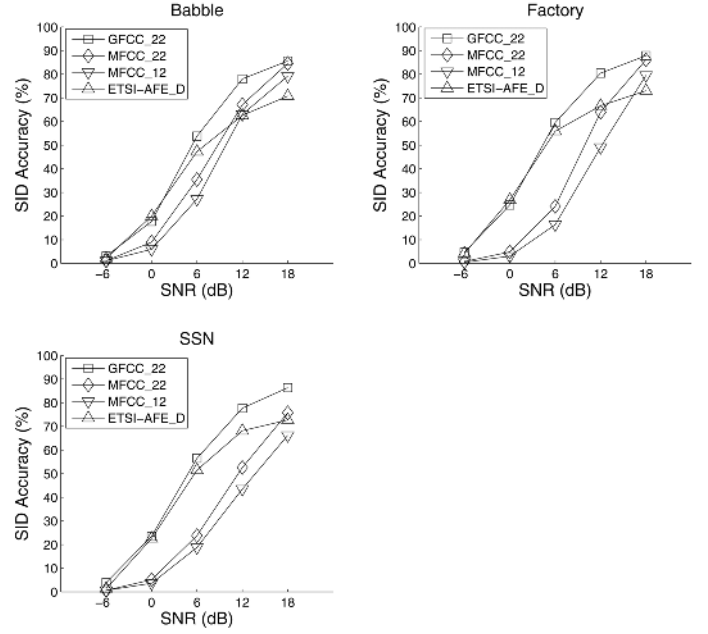 Babble
100
90
80
70
60
50
40
30
20
10
0
SID Accuracy (%)
GFCC_22
MFCC_22
MFCC_12
ETSI-AFE_D
-6 0 6 12 18
SNR (dB)
Factory
100
90
80
70
60
50
40
30
20
10
0
SID Accuracy (%)
GFCC_22
MFCC_22
MFCC_12
ETSI-AFE_D
-6 0 6 12 18
SNR (dB)
SSN
100
90
80
70
60
50
40
30
20
10
0
SID Accuracy (%)
GFCC_22
MFCC_22
MFCC_12
ETSI-AFE_D
-6 0 6 12 18
SNR (dB)